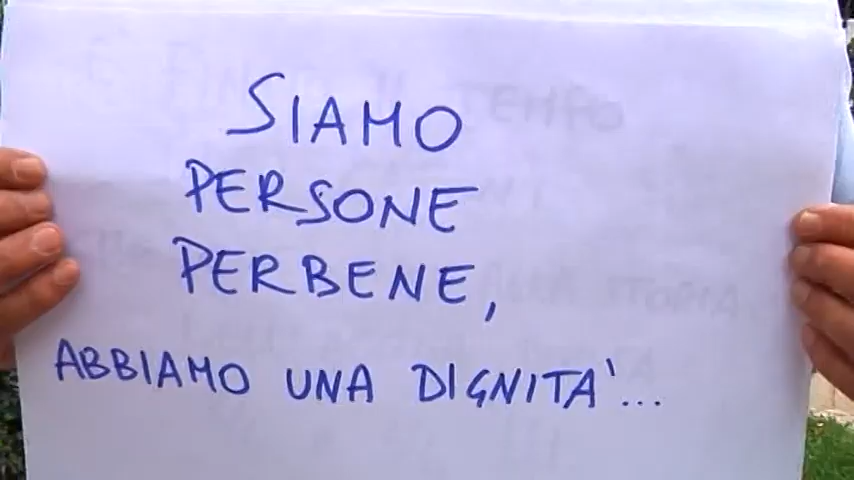 SIAMO
PERSONE
PERBENE,
ABBIAMO UNA DIGNITA'...